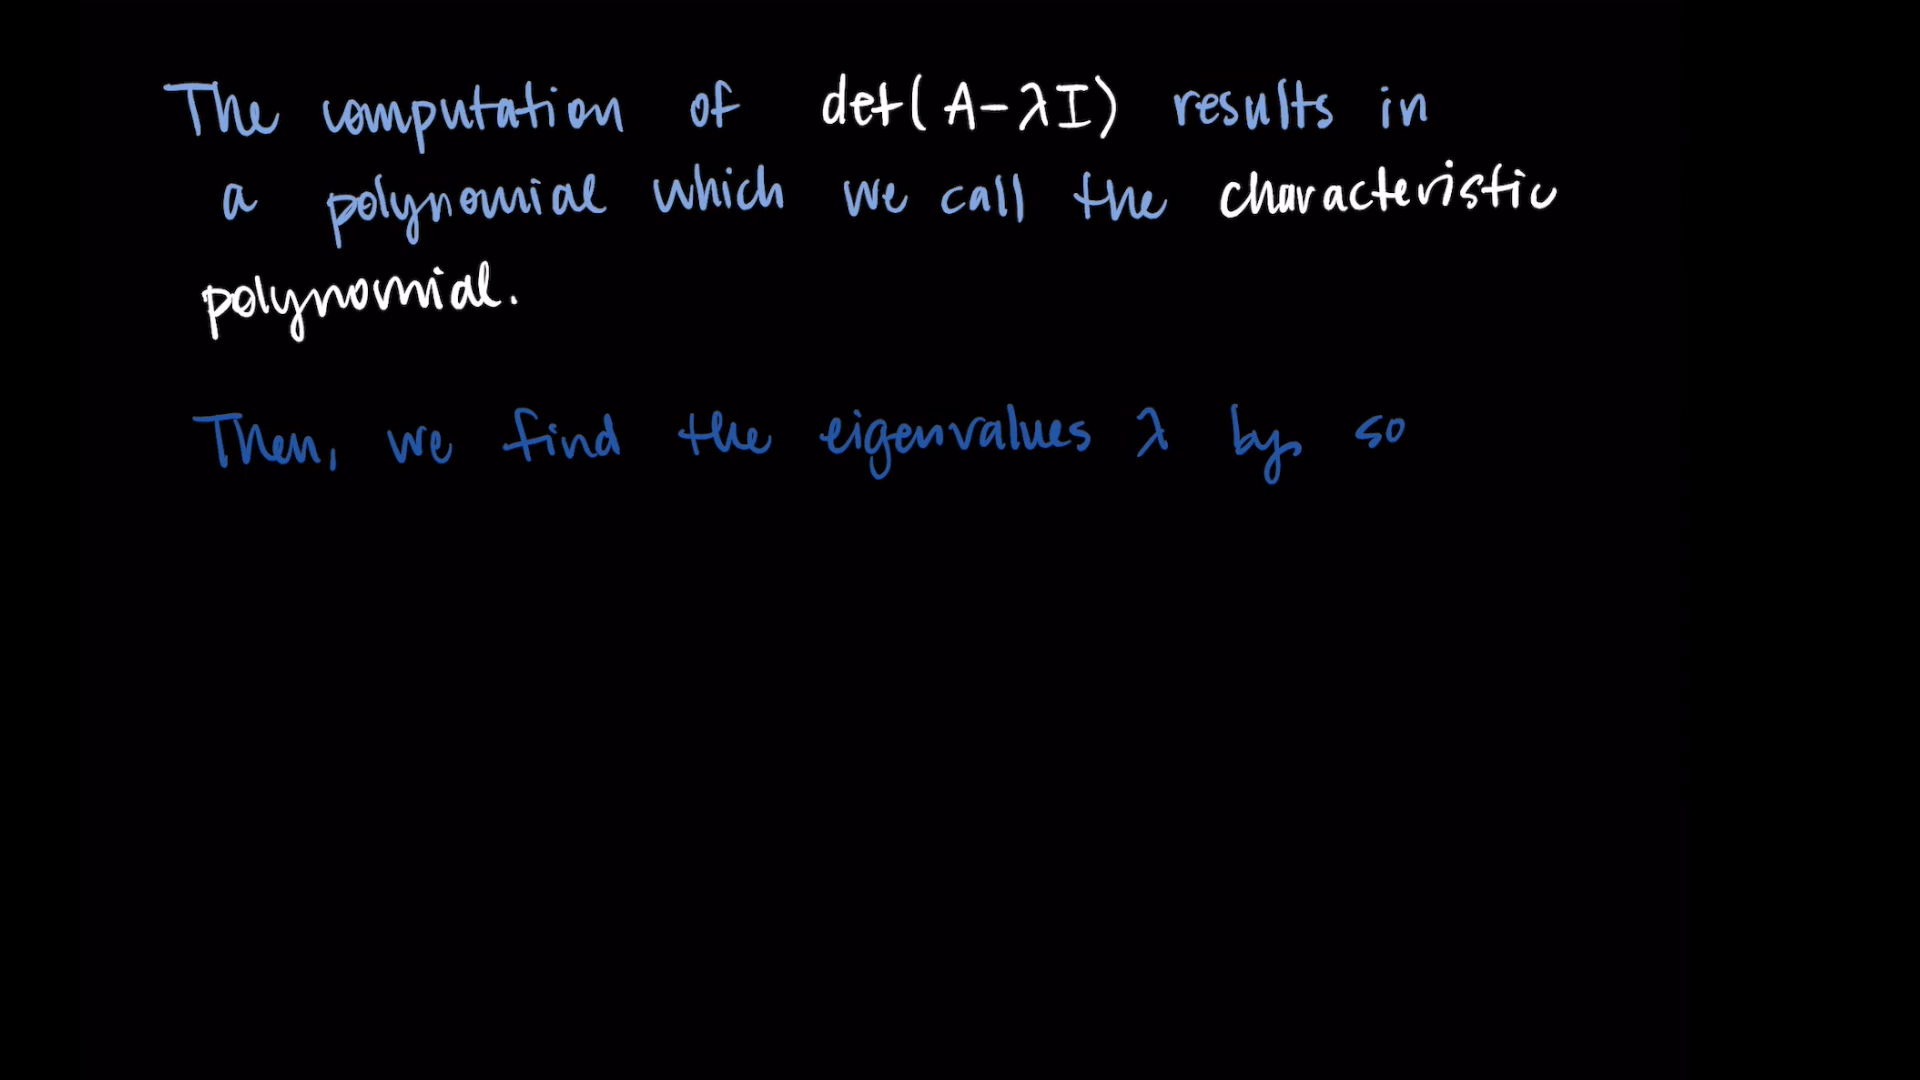 The computation of det(A-λI) results in
a polynomial which we call the characteristic
polynomial.
Then, we find the eigenvalues λ by so